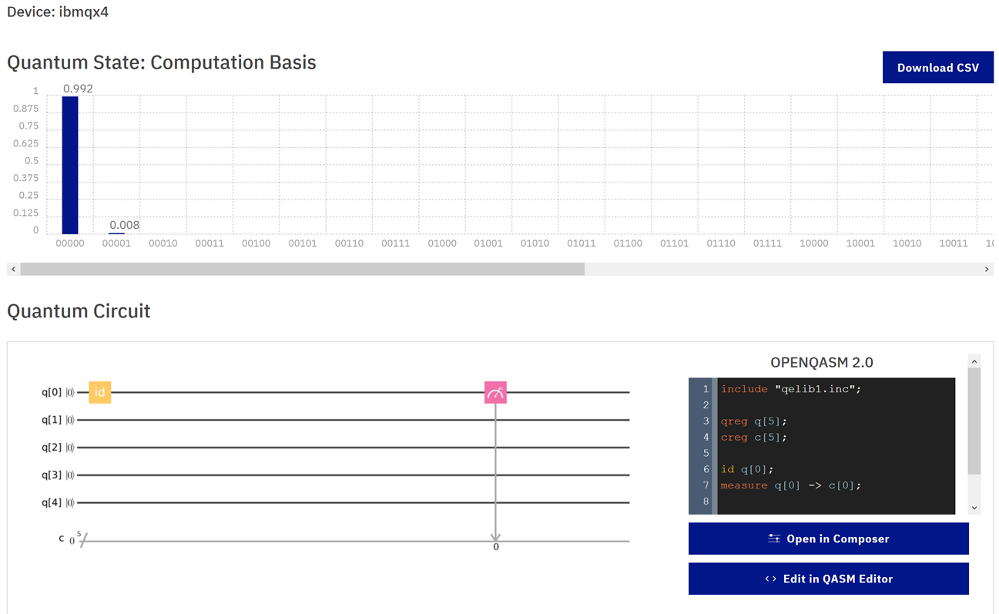 Device: ibmqx4
Quantum State: Computation Basis
Download CSV
0.992
1
0.875
0.75
0.625
0.5
0.375
0.25
0.125
0
0.008
00000 00001 00010 00011 00100 00101 00110 00111 01000 01001 01010 01011 01100 01101 01110 01111 10000 10001 10010 10011
Quantum Circuit
q[0] |0⟩ id
q[1] |0⟩
q[2] |0⟩
q[3] |0⟩
q[4] |0⟩
c 0 5
0
OPENQASM 2.0
1 include "qelib1.inc";
2
3 qreg q[5];
4 creg c[5];
5
6 id q[0];
7 measure q[0] -> c[0];
8
Open in Composer
<> Edit in QASM Editor